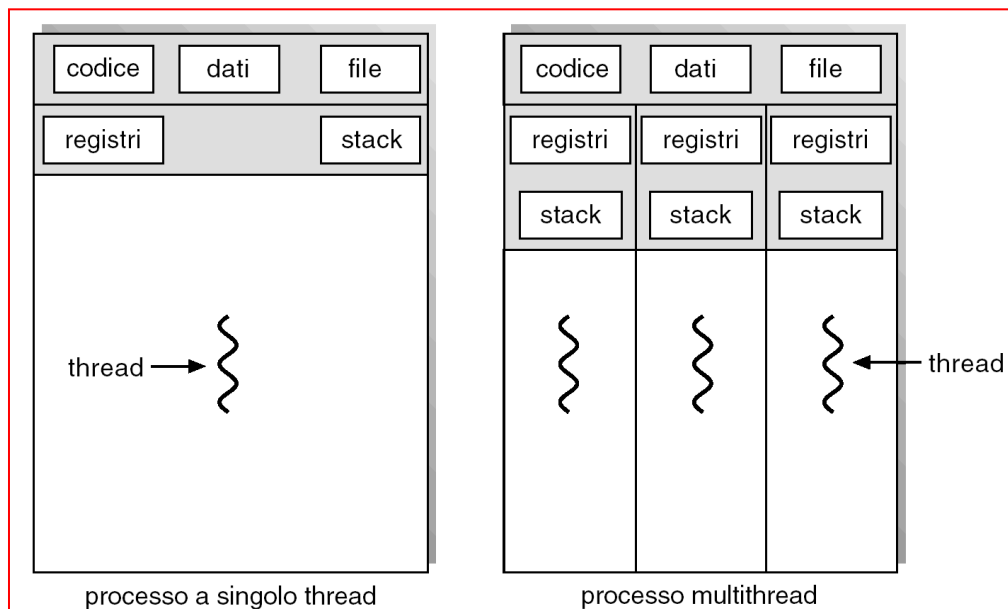 codice dati file
registri stack
thread
processo a singolo thread
codice dati file
registri registri registri
stack stack stack
thread
processo multithread